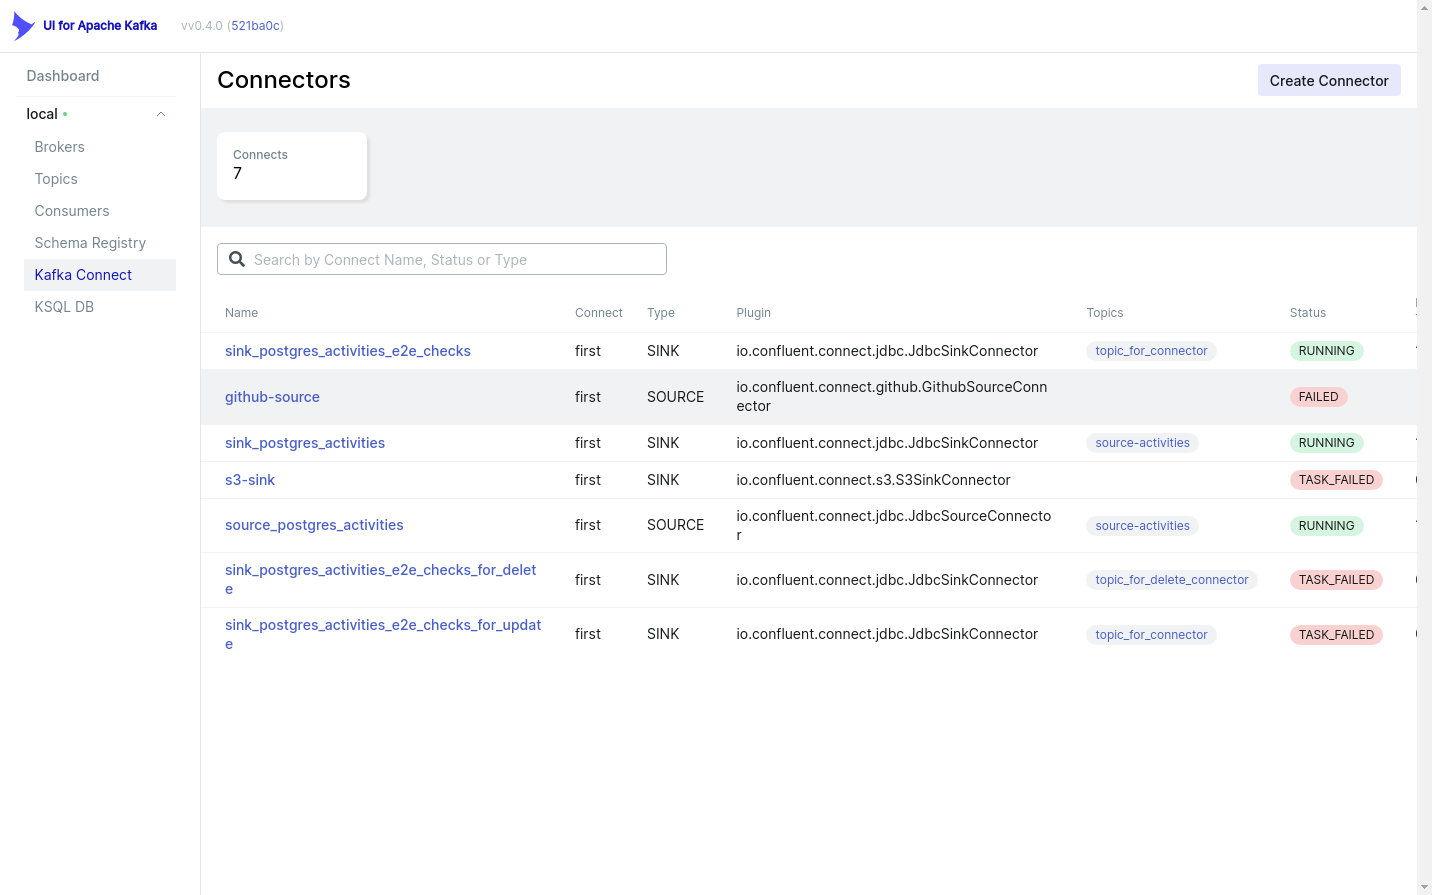 UI for Apache Kafka vv0.4.0 (521ba0c)
Dashboard
local
Brokers
Topics
Consumers
Schema Registry
Kafka Connect
KSQL DB
Connectors
Create Connector
Connects
7
Search by Connect Name, Status or Type
Name Connect Type Plugin Topics Status
sink_postgres_activities_e2e_checks first SINK io.confluent.connect.jdbc.JdbcSinkConnector topic_for_connector RUNNING
github-source first SOURCE io.confluent.connect.github.GithubSourceConn
ector FAILED
sink_postgres_activities first SINK io.confluent.connect.jdbc.JdbcSinkConnector source-activities RUNNING
s3-sink first SINK io.confluent.connect.s3.S3SinkConnector TASK_FAILED
source_postgres_activities first SOURCE io.confluent.connect.jdbc.JdbcSourceConnecto
r source-activities RUNNING
sink_postgres_activities_e2e_checks_for_delet
e first SINK io.confluent.connect.jdbc.JdbcSinkConnector topic_for_delete_connector TASK_FAILED
sink_postgres_activities_e2e_checks_for_updat
e first SINK io.confluent.connect.jdbc.JdbcSinkConnector topic_for_connector TASK_FAILED